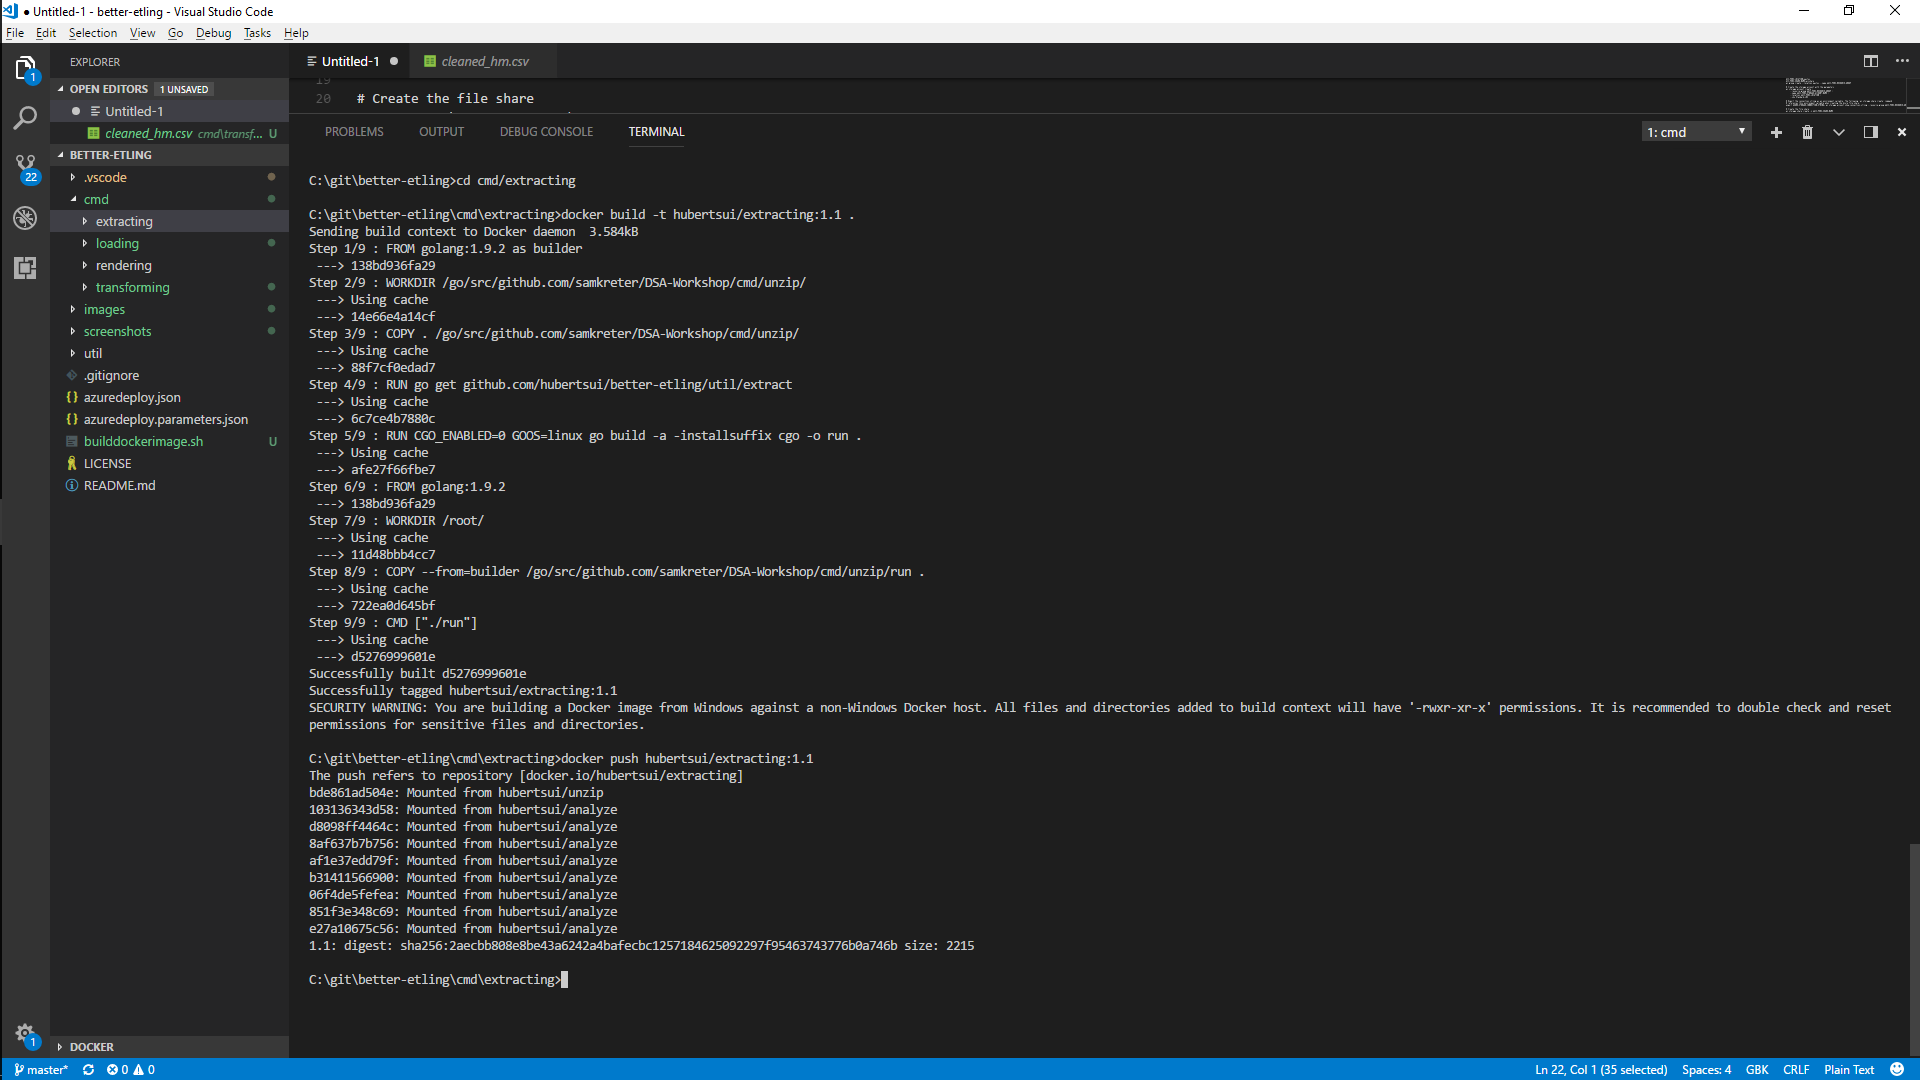 ● Untitled-1 - better-etling - Visual Studio Code
File Edit Selection View Go Debug Tasks Help
EXPLORER
OPEN EDITORS 1 UNSAVED
Untitled-1
cleaned_hm.csv cmd\transf... U
BETTER-ETLING
.vscode
cmd
extracting
loading
rendering
transforming
images
screenshots
util
.gitignore
{} azuredeploy.json
{} azuredeploy.parameters.json
builddockerimage.sh U
LICENSE
README.md
DOCKER
1
22
1
Untitled-1 ●
cleaned_hm.csv
19
20 # Create the file share
PROBLEMS OUTPUT DEBUG CONSOLE TERMINAL
1: cmd
C:\git\better-etling>cd cmd/extracting
C:\git\better-etling\cmd\extracting>docker build -t hubertsui/extracting:1.1 .
Sending build context to Docker daemon 3.584kB
Step 1/9 : FROM golang:1.9.2 as builder
---> 138bd936fa29
Step 2/9 : WORKDIR /go/src/github.com/samkreter/DSA-Workshop/cmd/unzip/
---> Using cache
---> 14e66e4a14cf
Step 3/9 : COPY . /go/src/github.com/samkreter/DSA-Workshop/cmd/unzip/
---> Using cache
---> 88f7cf0edad7
Step 4/9 : RUN go get github.com/hubertsui/better-etling/util/extract
---> Using cache
---> 6c7ce4b7880c
Step 5/9 : RUN CGO_ENABLED=0 GOOS=linux go build -a -installsuffix cgo -o run .
---> Using cache
---> afe27f66fbe7
Step 6/9 : FROM golang:1.9.2
---> 138bd936fa29
Step 7/9 : WORKDIR /root/
---> Using cache
---> 11d48bbb4cc7
Step 8/9 : COPY --from=builder /go/src/github.com/samkreter/DSA-Workshop/cmd/unzip/run .
---> Using cache
---> 722ea0d645bf
Step 9/9 : CMD ["./run"]
---> Using cache
---> d5276999601e
Successfully built d5276999601e
Successfully tagged hubertsui/extracting:1.1
SECURITY WARNING: You are building a Docker image from Windows against a non-Windows Docker host. All files and directories added to build context will have '-rwxr-xr-x' permissions. It is recommended to double check and reset
permissions for sensitive files and directories.
C:\git\better-etling\cmd\extracting>docker push hubertsui/extracting:1.1
The push refers to repository [docker.io/hubertsui/extracting]
bde861ad504e: Mounted from hubertsui/unzip
103136343d58: Mounted from hubertsui/analyze
d8098ff4464c: Mounted from hubertsui/analyze
8af637b7b756: Mounted from hubertsui/analyze
af1e37edd79f: Mounted from hubertsui/analyze
b31411566900: Mounted from hubertsui/analyze
06f4de5fefea: Mounted from hubertsui/analyze
851f3e348c69: Mounted from hubertsui/analyze
e27a10675c56: Mounted from hubertsui/analyze
1.1: digest: sha256:2aecbb808e8be43a6242a4bafecbc1257184625092297f95463743776b0a746b size: 2215
C:\git\better-etling\cmd\extracting>
master* 0 0 Ln 22, Col 1 (35 selected) Spaces: 4 GBK CRLF Plain Text